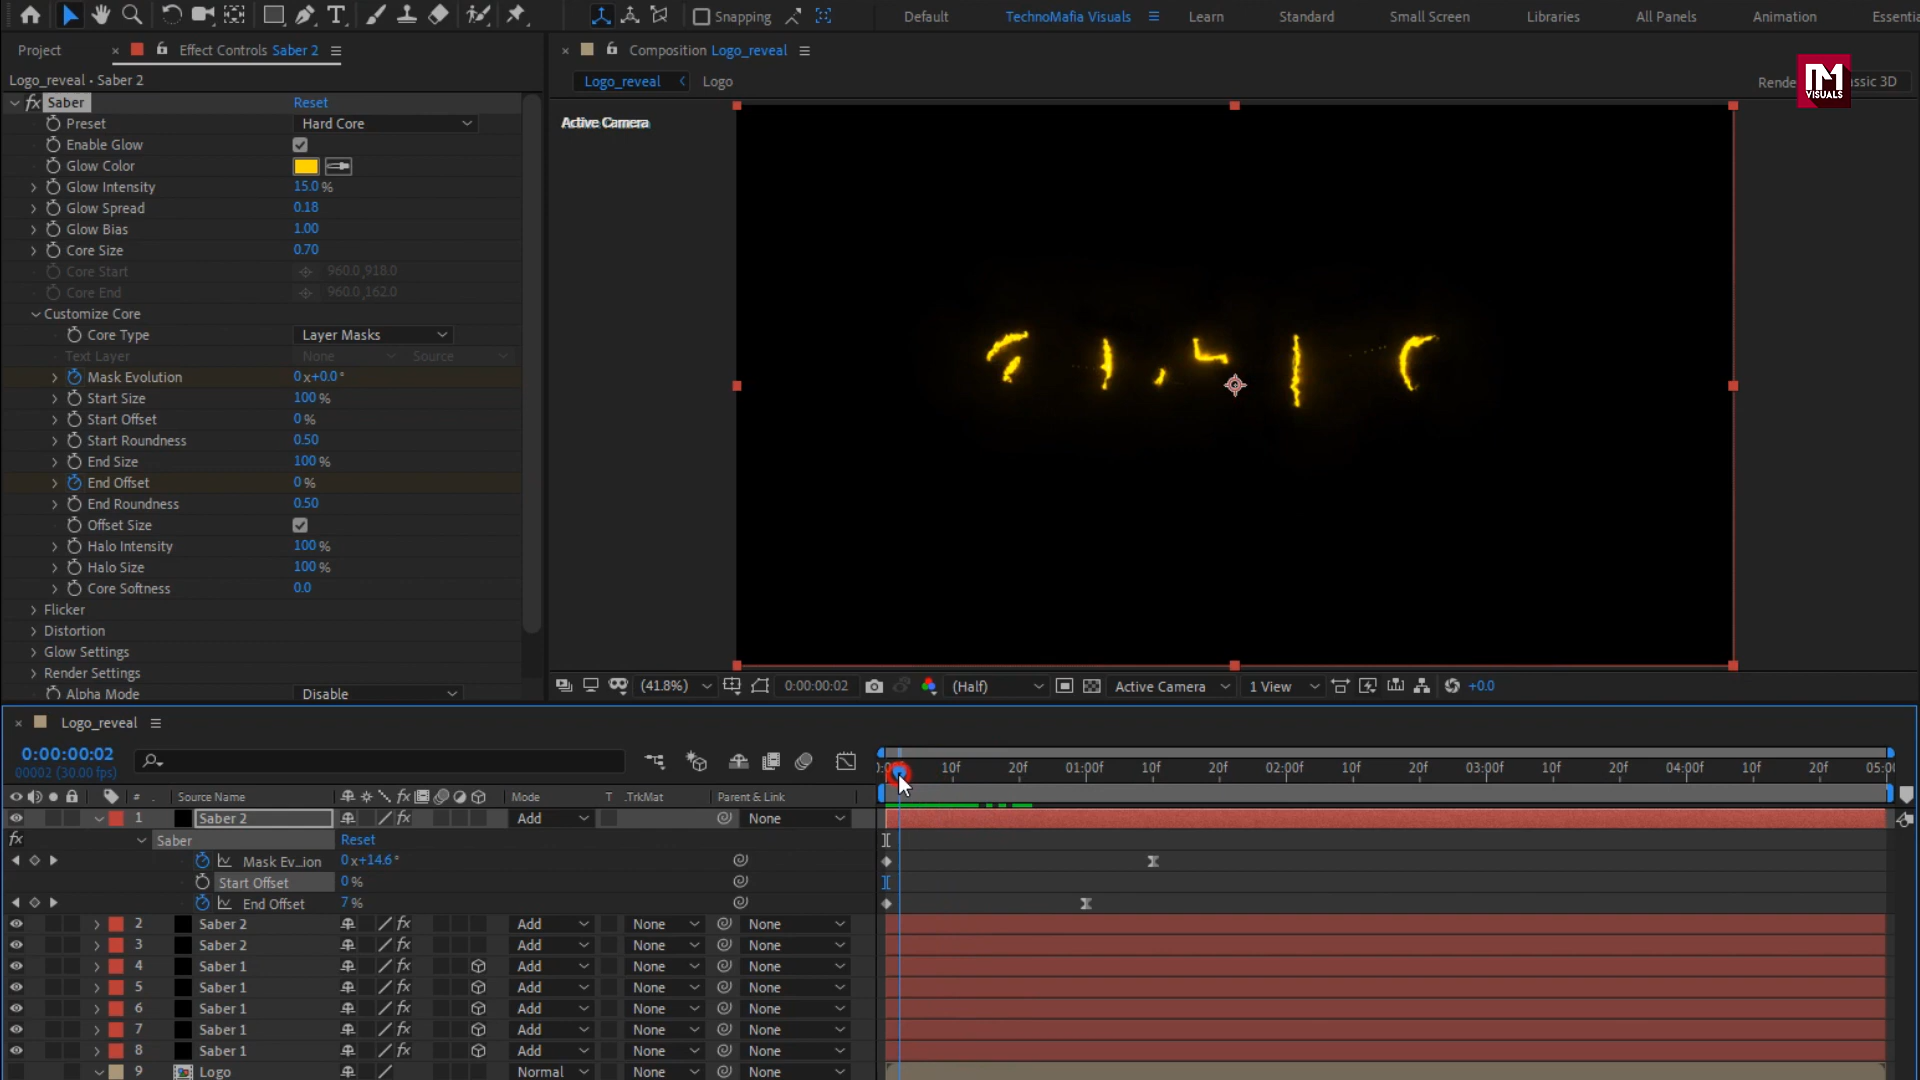 Snapping
Default
TechnoMafia Visuals
Learn
Standard
Small Screen
Libraries
All Panels
Animation
Project
Effect Controls Saber 2
Composition Logo_reveal
Logo_reveal • Saber 2
Logo_reveal
Logo
M VISUALS
Active Camera
Saber
Reset
Preset
Hard Core
Enable Glow
Glow Color
Glow Intensity
15.0 %
Glow Spread
0.18
Glow Bias
1.00
Core Size
0.70
Core Start
960.0,918.0
Core End
960.0,162.0
Customize Core
Core Type
Layer Masks
Text Layer
None
Source
Mask Evolution
0x+0.0°
Start Size
100 %
Start Offset
0 %
Start Roundness
0.50
End Size
100 %
End Offset
0 %
End Roundness
0.50
Offset Size
Halo Intensity
100 %
Halo Size
100 %
Core Softness
0.0
Flicker
Distortion
Glow Settings
Render Settings
Alpha Mode
Disable
(41.8%)
0:00:00:02
(Half)
Active Camera
1 View
+0.0
Logo_reveal
0:00:00:02
00002 (30.00 fps)
10f 20f 01:00f 10f 20f 02:00f 10f 20f 03:00f 10f 20f 04:00f 10f 20f
# Source Name
Mode
T .TrkMat
Parent & Link
1 Saber 2 Add None
Saber Reset
Mask Ev_ion 0x+14.6°
Start Offset 0 %
End Offset 7 %
2 Saber 2 Add None None
3 Saber 2 Add None None
4 Saber 1 Add None None
5 Saber 1 Add None None
6 Saber 1 Add None None
7 Saber 1 Add None None
8 Saber 1 Add None None
9 Logo Normal None None